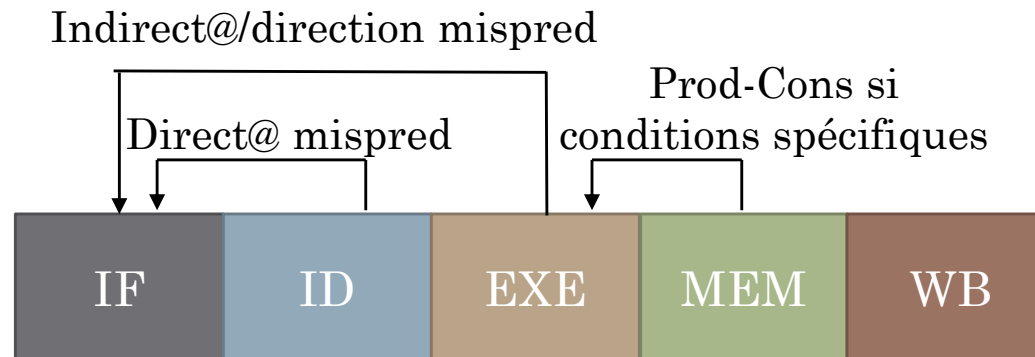 Indirect@/direction mispred
Prod-Cons si
Direct@ mispred
conditions spécifiques
IF
ID
EXE
MEM
WB